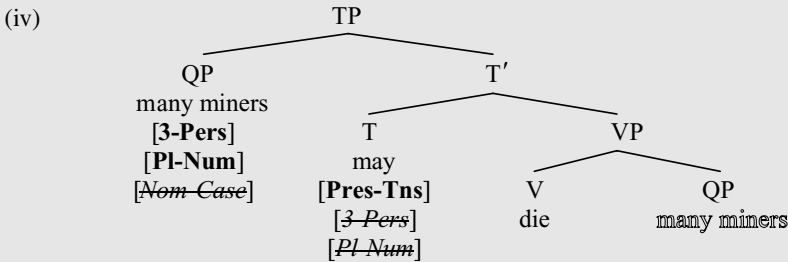 (iv) TP
QP T′
many miners
[3-Pers] T VP
[Pl-Num] may
[Nom-Case] [Pres-Tns] V QP
[3-Pers] die many miners
[Pl-Num]